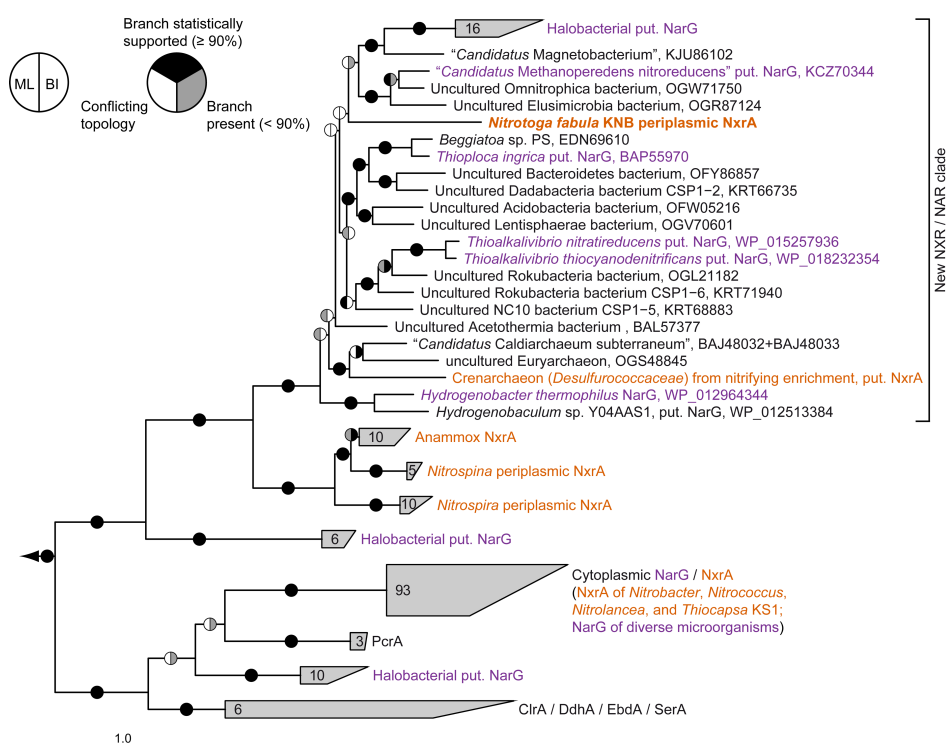 Branch statistically
supported (≥ 90%)
ML BI
Conflicting
topology
Branch
present (< 90%)
16 Halobacterial put. NarG
“Candidatus Magnetobacterium”, KJU86102
“Candidatus Methanoperedens nitroreducens” put. NarG, KCZ70344
Uncultured Omnitrophica bacterium, OGW71750
Uncultured Elusimicrobia bacterium, OGR87124
Nitrotoga fabula KNB periplasmic NxrA
Beggiatoa sp. PS, EDN69610
Thioploca ingrica put. NarG, BAP55970
Uncultured Bacteroidetes bacterium, OFY86857
Uncultured Dadabacteria bacterium CSP1−2, KRT66735
Uncultured Acidobacteria bacterium, OFW05216
Uncultured Lentisphaerae bacterium, OGV70601
Thioalkalivibrio nitratireducens put. NarG, WP_015257936
Thioalkalivibrio thiocyanodenitrificans put. NarG, WP_018232354
Uncultured Rokubacteria bacterium, OGL21182
Uncultured Rokubacteria bacterium CSP1−6, KRT71940
Uncultured NC10 bacterium CSP1−5, KRT68883
Uncultured Acetothermia bacterium , BAL57377
“Candidatus Caldiarchaeum subterraneum”, BAJ48032+BAJ48033
uncultured Euryarchaeon, OGS48845
Crenarchaeon (Desulfurococcaceae) from nitrifying enrichment, put. NxrA
Hydrogenobacter thermophilus NarG, WP_012964344
Hydrogenobaculum sp. Y04AAS1, put. NarG, WP_012513384
New NXR / NAR clade
10 Anammox NxrA
5 Nitrospina periplasmic NxrA
10 Nitrospira periplasmic NxrA
6 Halobacterial put. NarG
93 Cytoplasmic NarG / NxrA
(NxrA of Nitrobacter, Nitrococcus,
Nitrolancea, and Thiocapsa KS1;
NarG of diverse microorganisms)
3 PcrA
10 Halobacterial put. NarG
6 ClrA / DdhA / EbdA / SerA
1.0